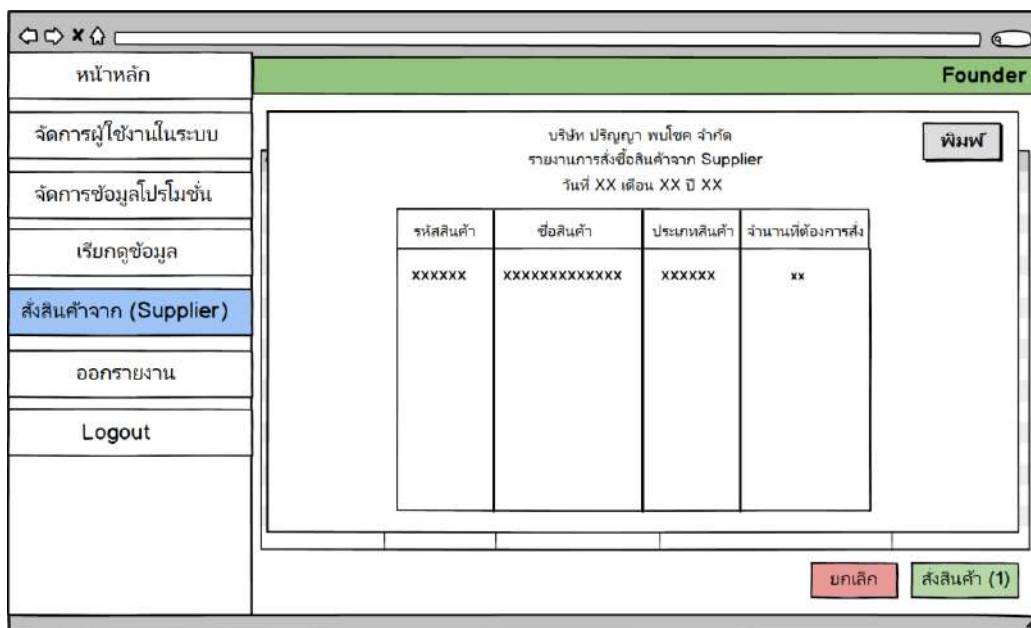 หน้าหลัก
Founder
จัดการผู้ใช้งานในระบบ
จัดการข้อมูลโปรโมชั่น
เรียกดูข้อมูล
สั่งสินค้าจาก (Supplier)
ออกรายงาน
Logout
บริษัท ปริญญา พบโชค จำกัด
พิมพ์
รายงานการสั่งซื้อสินค้าจาก Supplier
วันที่ XX เดือน XX ปี XX
รหัสสินค้า ชื่อสินค้า ประเภทสินค้า จำนวนที่ต้องการสั่ง
XXXXXX XXXXXXXXXXXXX XXXXXX xx
ยกเลิก
สั่งสินค้า (1)